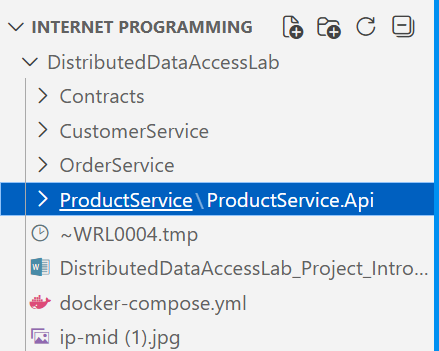 INTERNET PROGRAMMING
DistributedDataAccessLab
Contracts
CustomerService
OrderService
ProductService\ProductService.Api
~WRL0004.tmp
DistributedDataAccessLab_Project_Intro...
docker-compose.yml
ip-mid (1).jpg